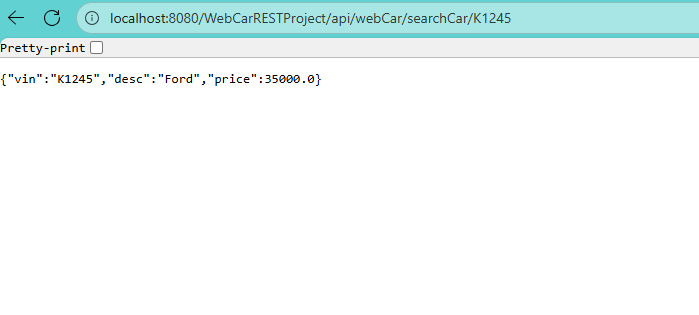 localhost:8080/WebCarRESTProject/api/webCar/searchCar/K1245
Pretty-print
{"vin":"K1245","desc":"Ford","price":35000.0}